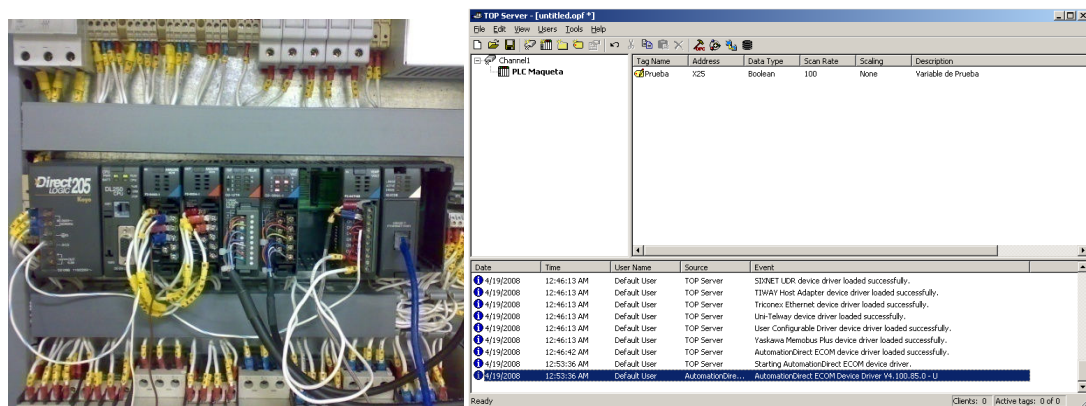 Direct
LOGIC 205
Koyo
DL250
CPU
TOP Server - [untitled.opf *]
File Edit View Users Tools Help
Channel1
PLC Maqueta
Tag Name Address Data Type Scan Rate Scaling Description
Prueba X25 Boolean 100 None Variable de Prueba
Date Time User Name Source Event
4/19/2008 12:46:13 AM Default User TOP Server SIXNET UDR device driver loaded successfully.
4/19/2008 12:46:13 AM Default User TOP Server TIWAY Host Adapter device driver loaded successfully.
4/19/2008 12:46:13 AM Default User TOP Server Triconex Ethernet device driver loaded successfully.
4/19/2008 12:46:13 AM Default User TOP Server Uni-Telway device driver loaded successfully.
4/19/2008 12:46:13 AM Default User TOP Server User Configurable Driver device driver loaded successfully.
4/19/2008 12:46:13 AM Default User TOP Server Yaskawa Memobus Plus device driver loaded successfully.
4/19/2008 12:46:42 AM Default User TOP Server AutomationDirect ECOM device driver loaded successfully.
4/19/2008 12:53:36 AM Default User TOP Server Starting AutomationDirect ECOM device driver.
4/19/2008 12:53:36 AM Default User AutomationDire... AutomationDirect ECOM Device Driver V4.100.85.0 - U
Ready Clients: 0 Active tags: 0 of 0